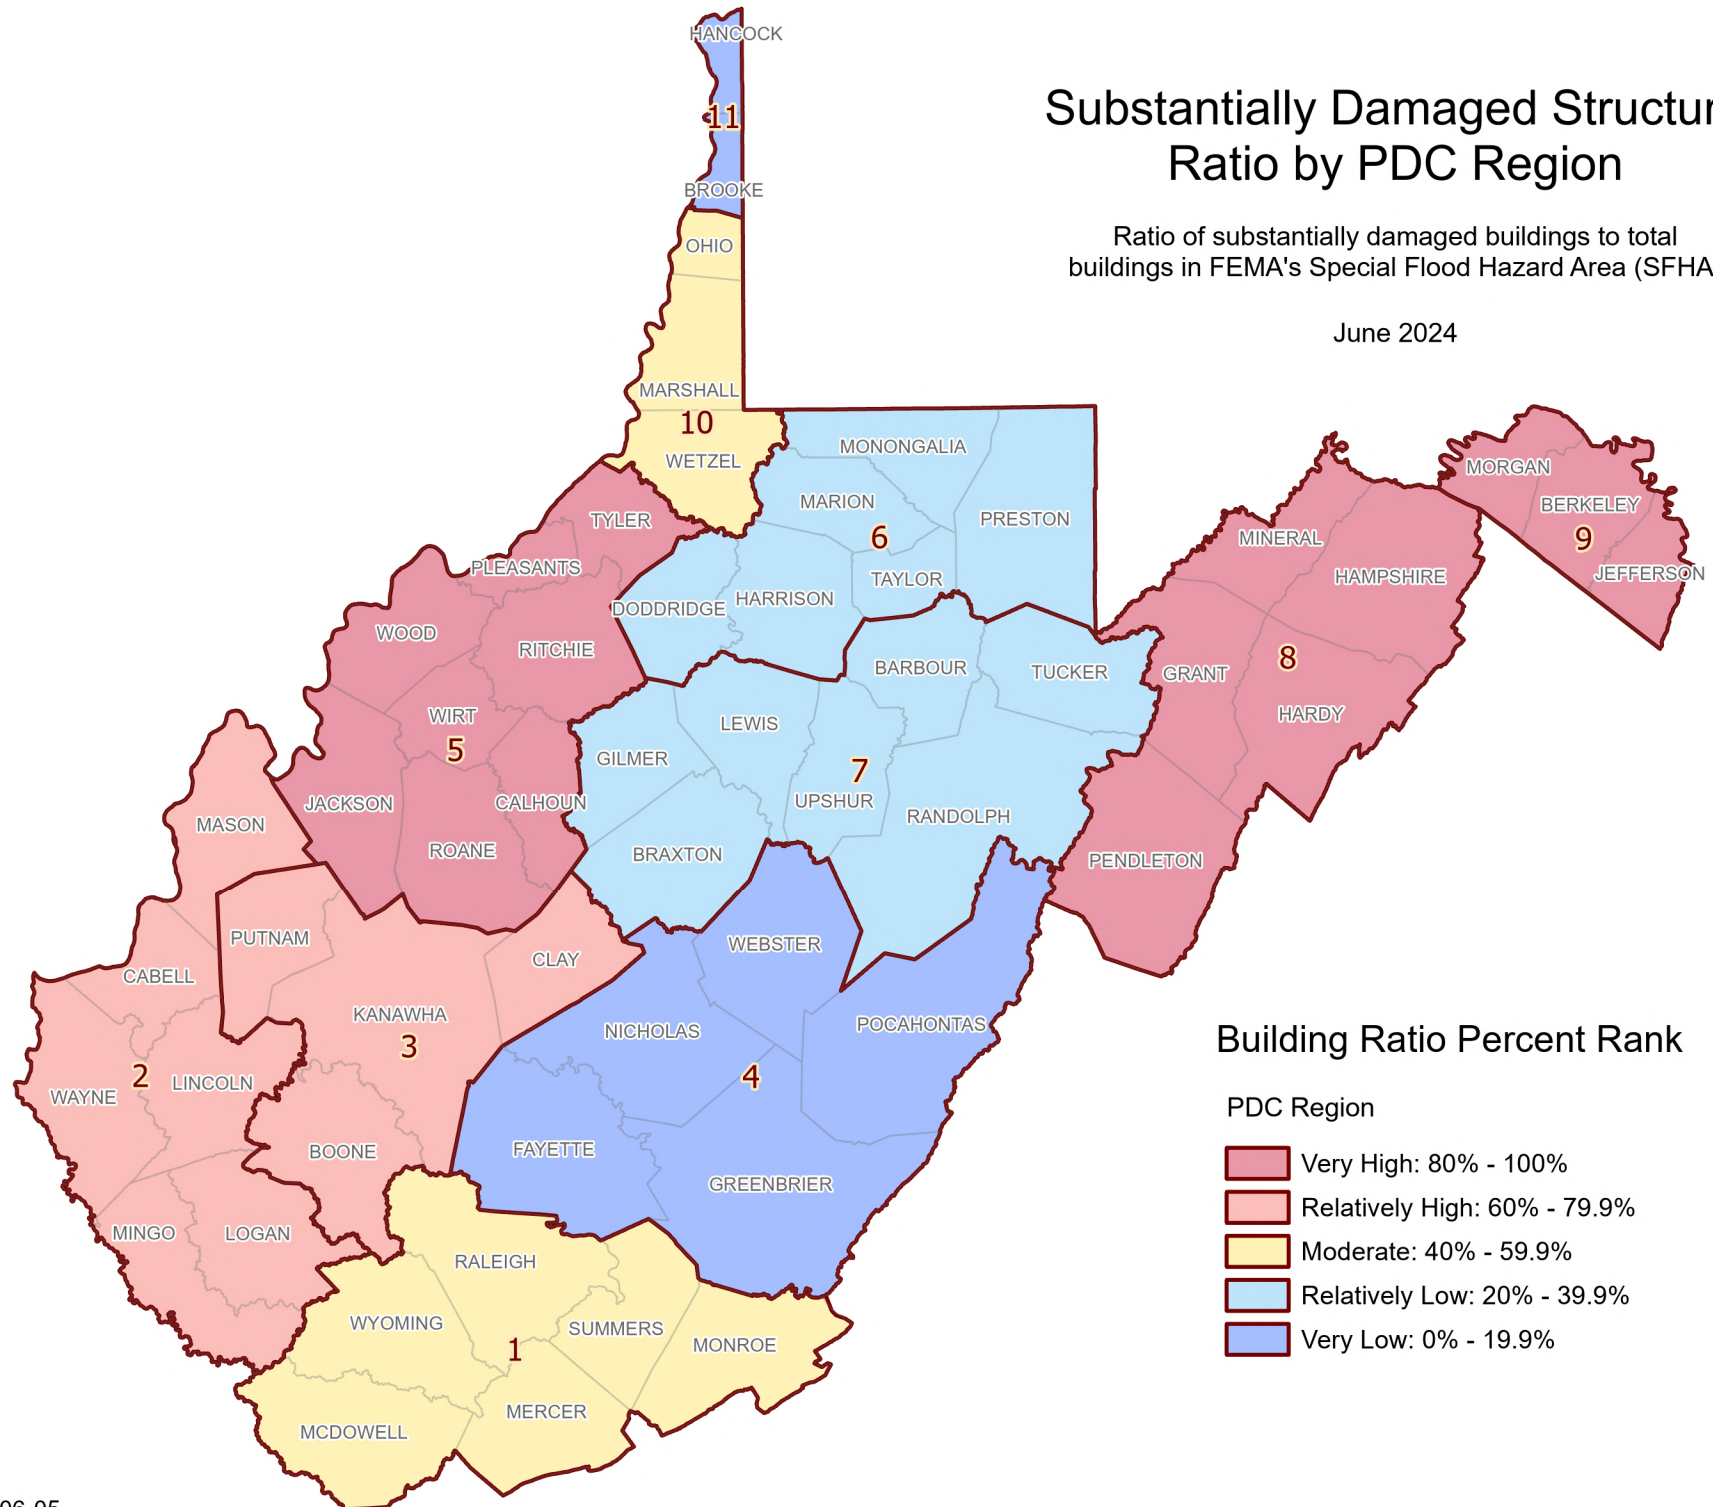 Substantially Damaged Structur
Ratio by PDC Region
Ratio of substantially damaged buildings to total
buildings in FEMA's Special Flood Hazard Area (SFHA
June 2024
HANCOCK
11
BROOKE
OHIO
MARSHALL
10
WETZEL
MONONGALIA
MARION
PRESTON
6
TAYLOR
HARRISON
DODDRIDGE
TYLER
PLEASANTS
WOOD
RITCHIE
WIRT
5
JACKSON
CALHOUN
ROANE
MORGAN
BERKELEY
9
JEFFERSON
MINERAL
HAMPSHIRE
8
GRANT
HARDY
PENDLETON
BARBOUR
TUCKER
LEWIS
GILMER
7
UPSHUR
RANDOLPH
BRAXTON
MASON
PUTNAM
CABELL
CLAY
KANAWHA
3
2
LINCOLN
WAYNE
BOONE
MINGO
LOGAN
WEBSTER
NICHOLAS
POCAHONTAS
4
FAYETTE
GREENBRIER
RALEIGH
WYOMING
SUMMERS
1
MONROE
MERCER
MCDOWELL
Building Ratio Percent Rank
PDC Region
Very High: 80% - 100%
Relatively High: 60% - 79.9%
Moderate: 40% - 59.9%
Relatively Low: 20% - 39.9%
Very Low: 0% - 19.9%